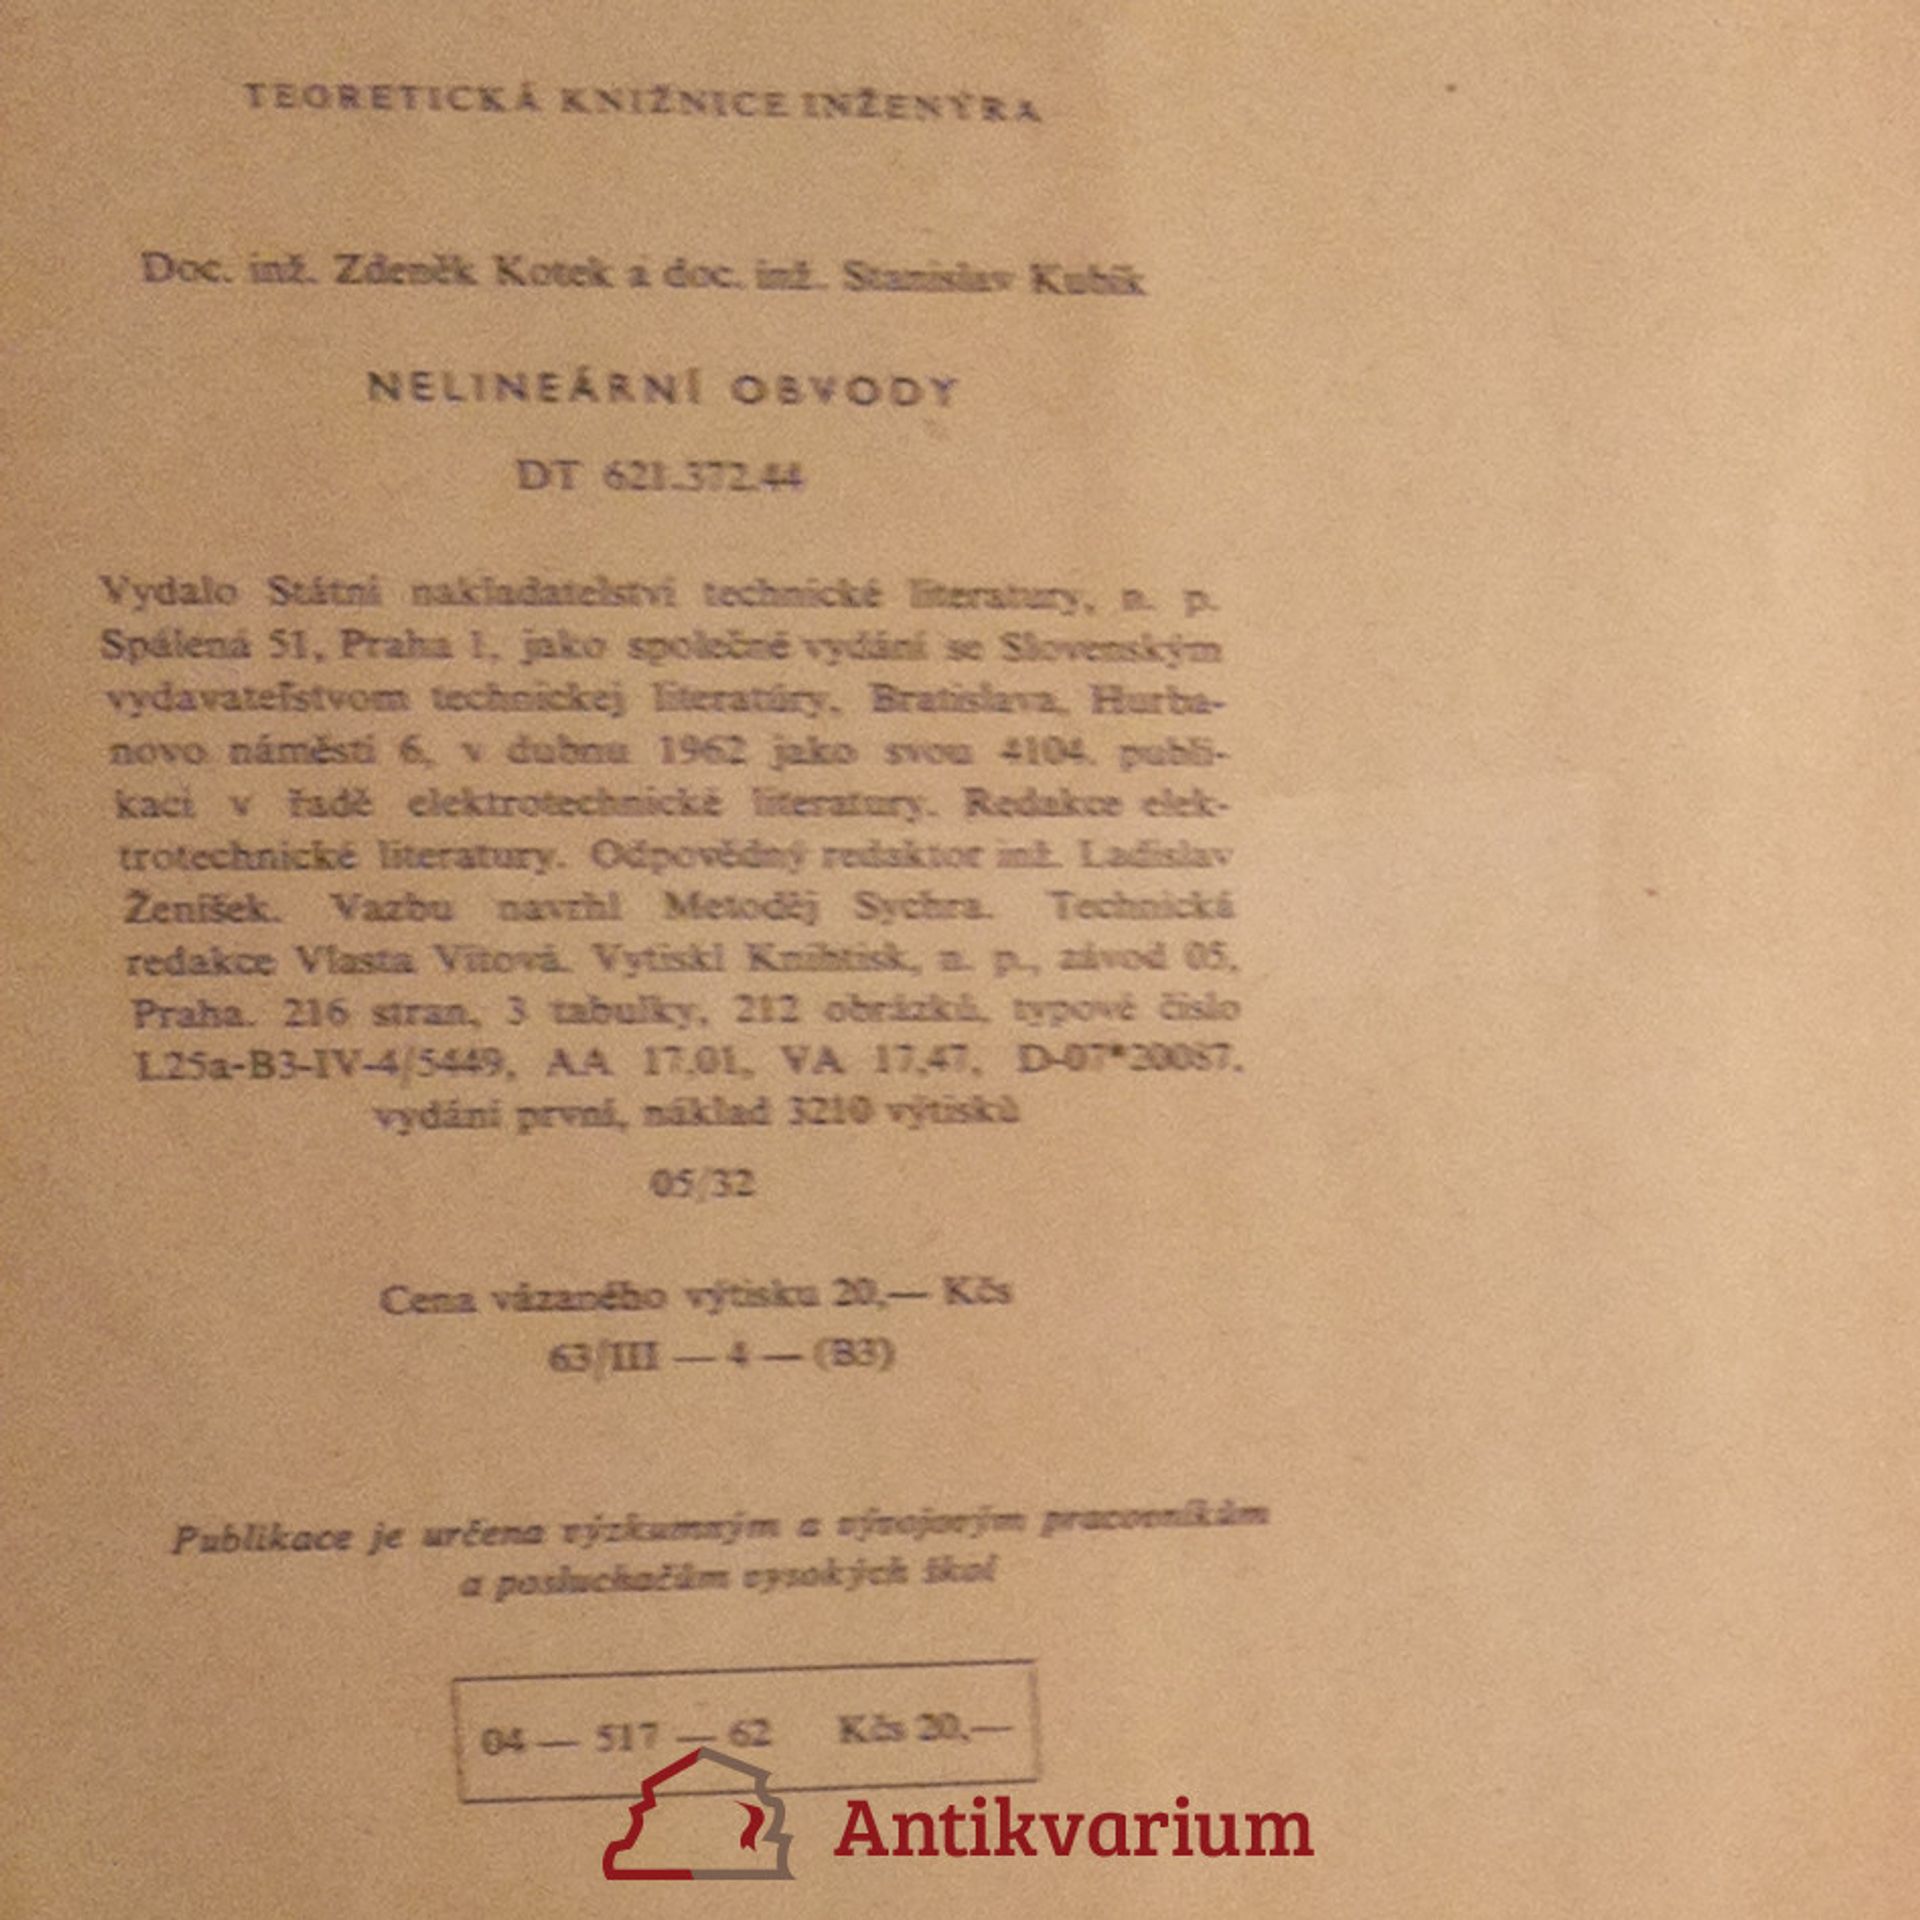 TEORETICKÁ KNIŽNICE INŽENÝRA
Doc. inž. Zdeněk Kotek a doc. inž. Stanislav Kubík
NELINEÁRNÍ OBVODY
DT 621.372.44
Vydalo Státní nakladatelství technické literatury, n. p.
Spálená 51, Praha 1, jako společné vydání se Slovenským
vydavateľstvom technickej literatúry, Bratislava, Hurba-
novo náměstí 6, v dubnu 1962 jako svou 4104. publi-
kaci v řadě elektrotechnické literatury. Redakce elek-
trotechnické literatury. Odpovědný redaktor inž. Ladislav
Ženíšek. Vazbu navrhl Metoděj Sychra. Technická
redakce Vlasta Vítová. Vytiskl Knihtisk, n. p., závod 05,
Praha. 216 stran, 3 tabulky, 212 obrázků, typové číslo
L25a-B3-IV-4/5449, AA 17,01, VA 17,47, D-07*20087,
vydání první, náklad 3210 výtisků
05/32
Cena vázaného výtisku 20,— Kčs
63/III — 4 — (B3)
Publikace je určena výzkumným a vývojovým pracovníkům
a posluchačům vysokých škol
04 — 517 — 62 Kčs 20,—
Antikvarium